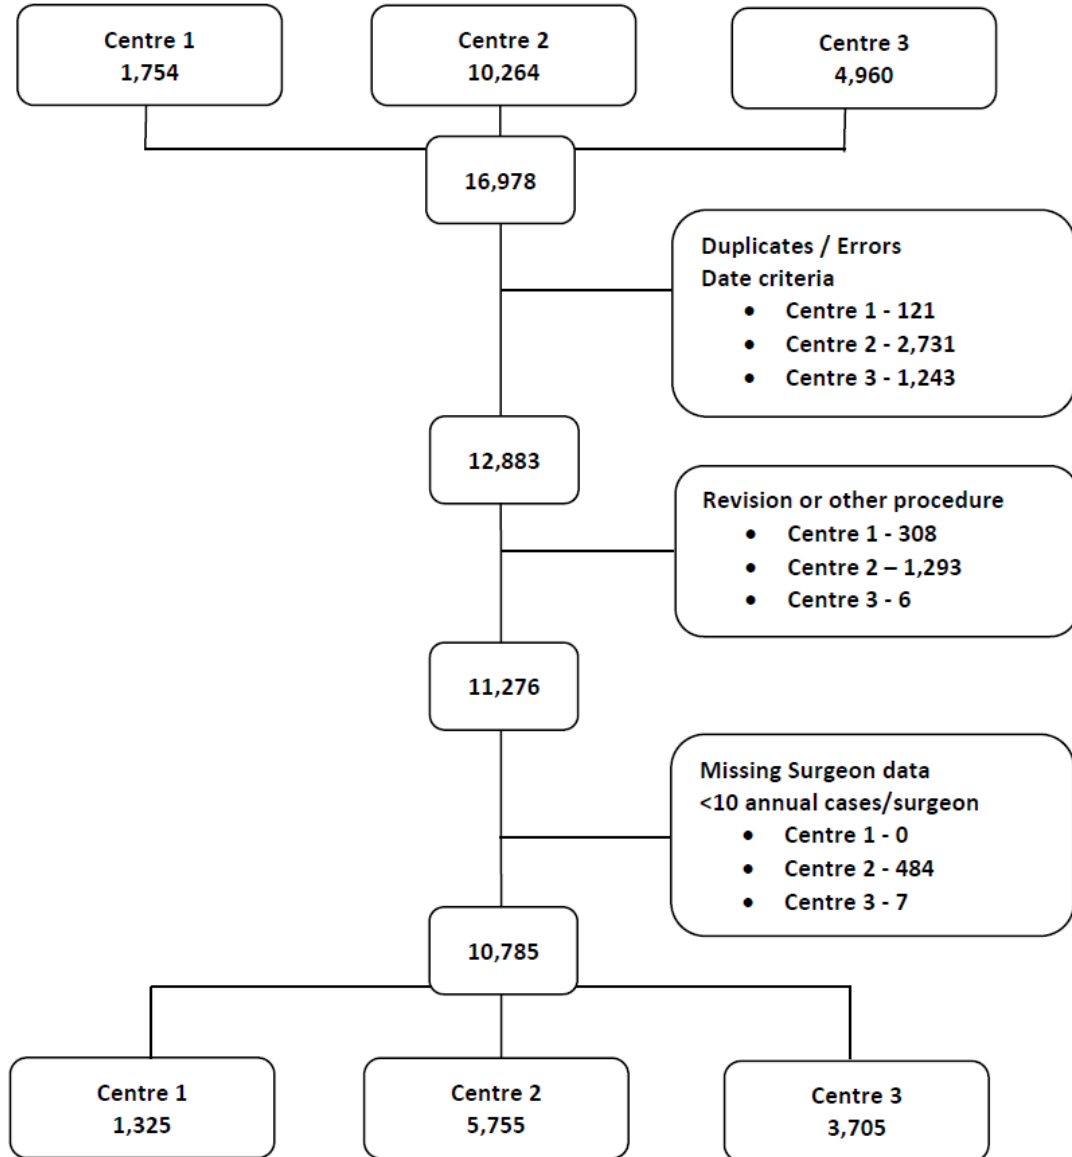 Centre 1
1,754
Centre 2
10,264
Centre 3
4,960
16,978
Duplicates / Errors
Date criteria
• Centre 1 - 121
• Centre 2 - 2,731
• Centre 3 - 1,243
12,883
Revision or other procedure
• Centre 1 - 308
• Centre 2 – 1,293
• Centre 3 - 6
11,276
Missing Surgeon data
<10 annual cases/surgeon
• Centre 1 - 0
• Centre 2 - 484
• Centre 3 - 7
10,785
Centre 1
1,325
Centre 2
5,755
Centre 3
3,705